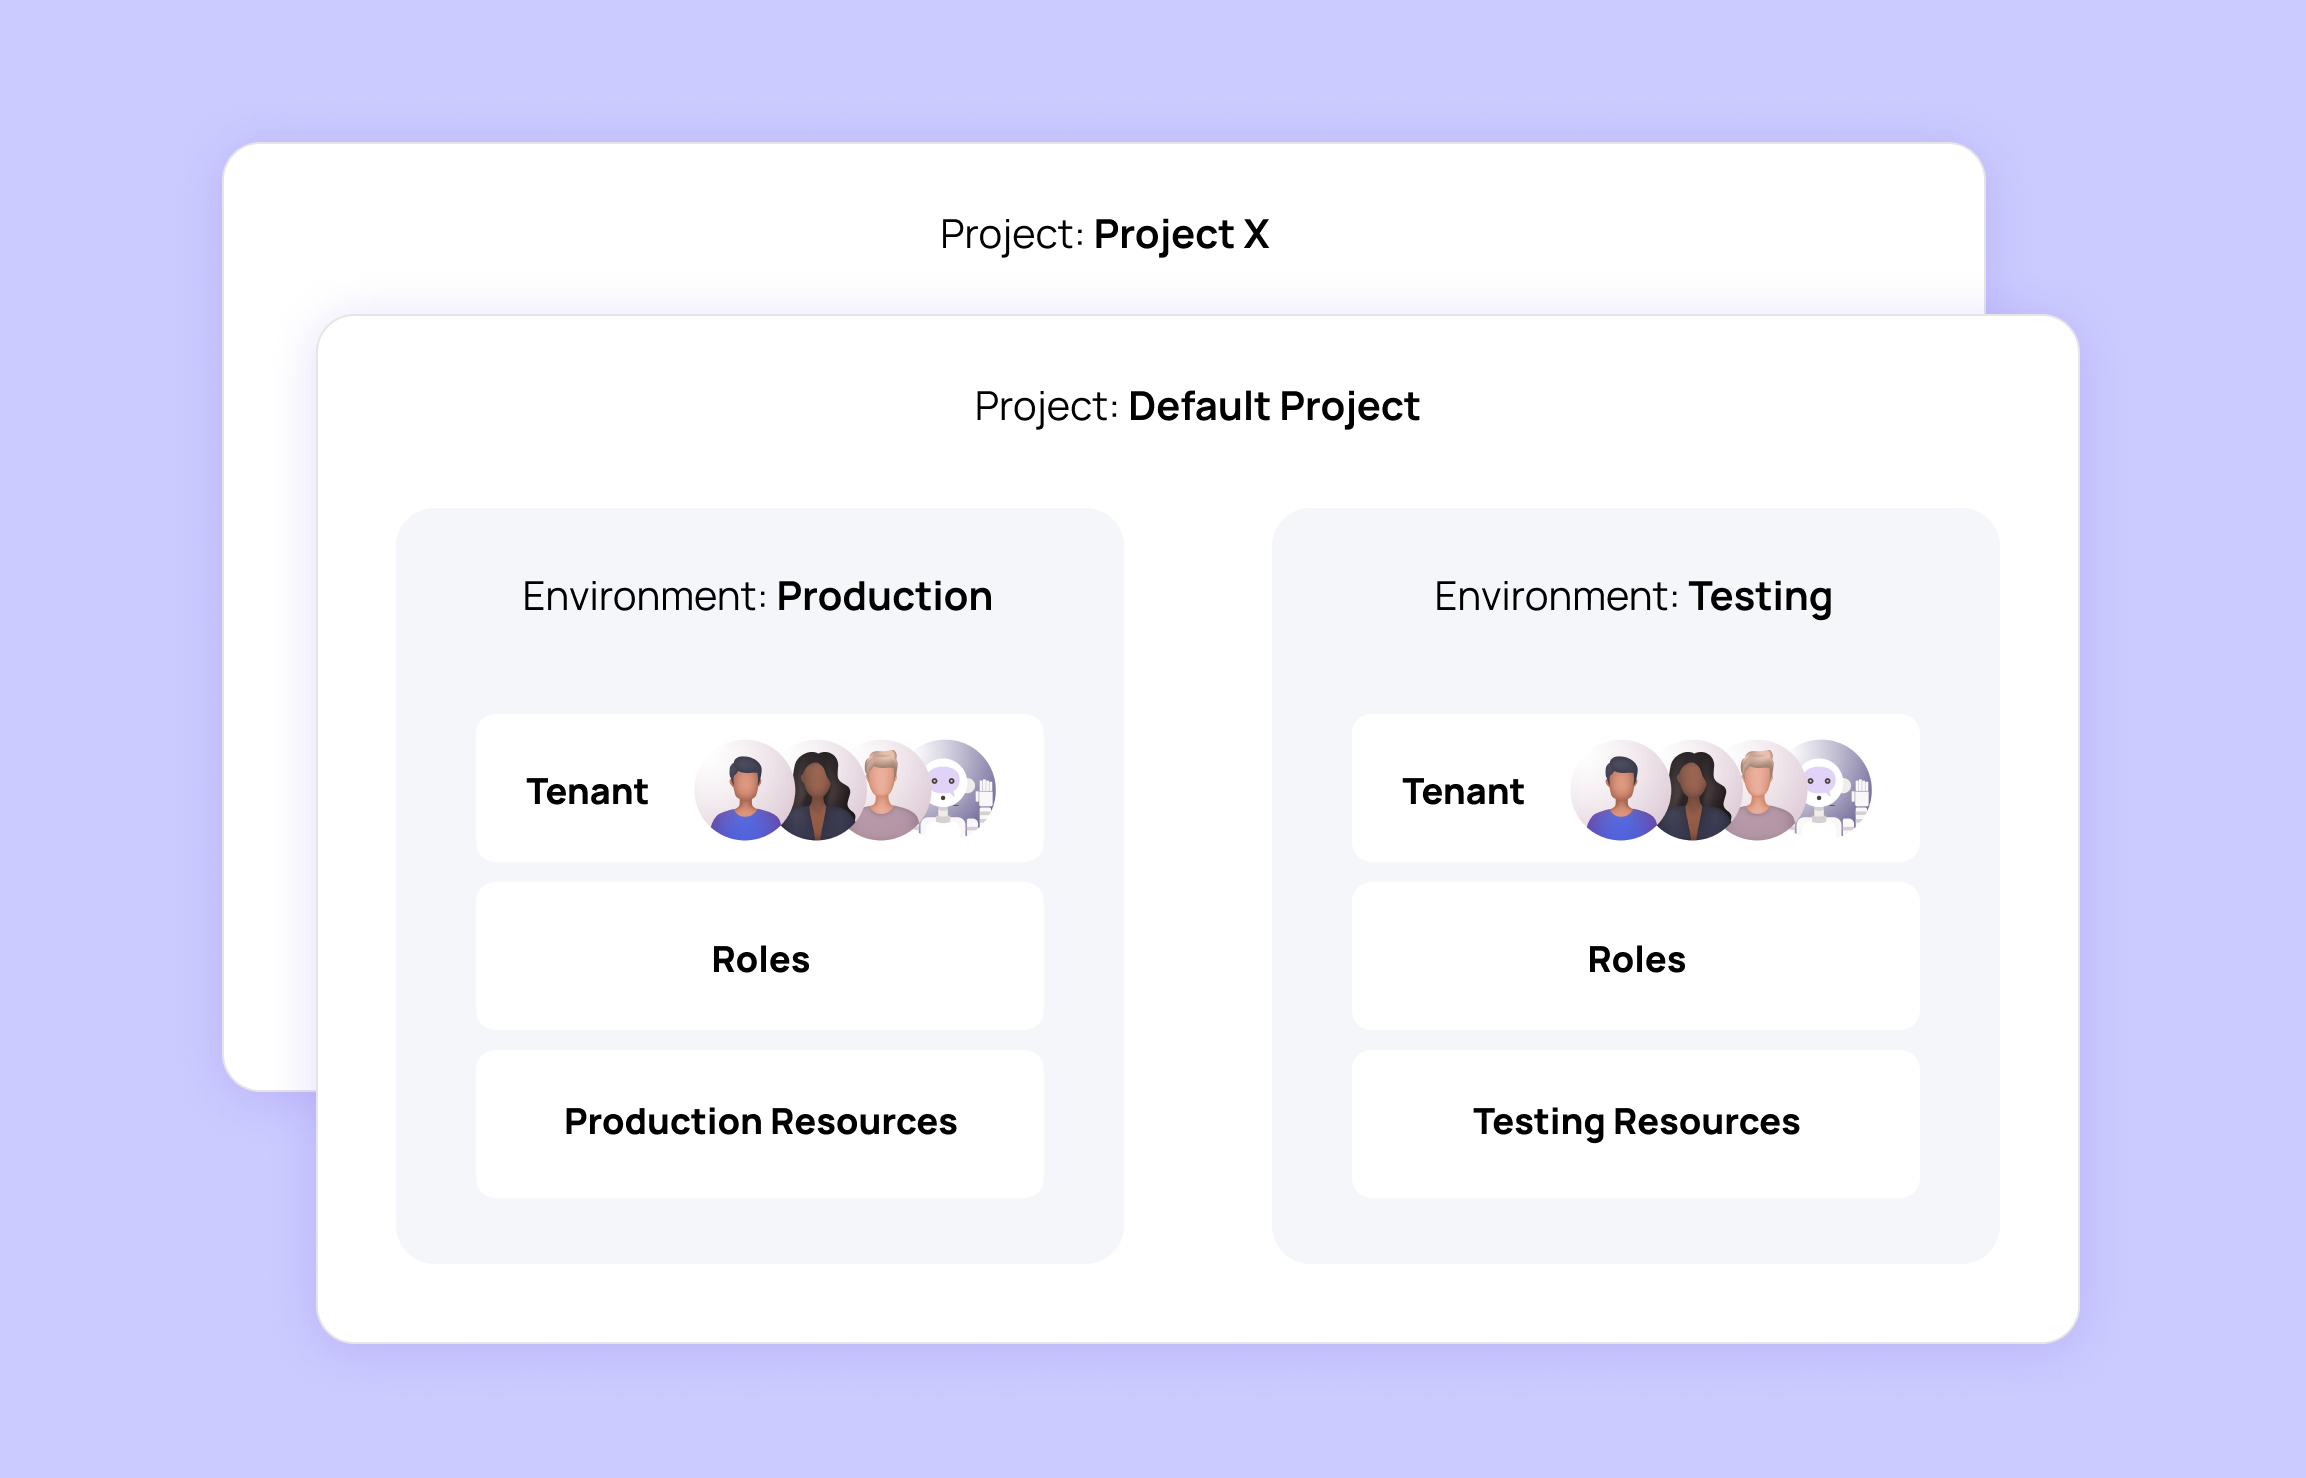 Project: Project X
Project: Default Project
Environment: Production
Tenant
Roles
Production Resources
Environment: Testing
Tenant
Roles
Testing Resources